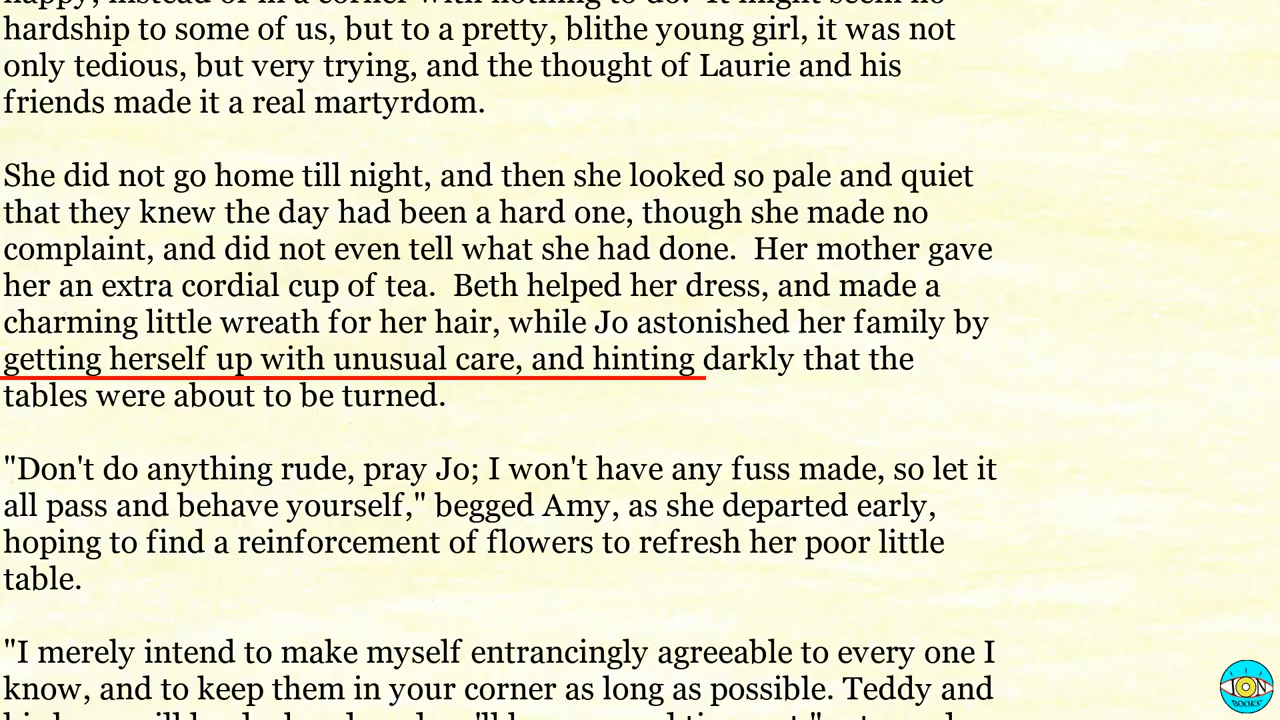 hardship to some of us, but to a pretty, blithe young girl, it was not
only tedious, but very trying, and the thought of Laurie and his
friends made it a real martyrdom.
She did not go home till night, and then she looked so pale and quiet
that they knew the day had been a hard one, though she made no
complaint, and did not even tell what she had done.  Her mother gave
her an extra cordial cup of tea.  Beth helped her dress, and made a
charming little wreath for her hair, while Jo astonished her family by
getting herself up with unusual care, and hinting darkly that the
tables were about to be turned.
"Don't do anything rude, pray Jo; I won't have any fuss made, so let it
all pass and behave yourself," begged Amy, as she departed early,
hoping to find a reinforcement of flowers to refresh her poor little
table.
"I merely intend to make myself entrancingly agreeable to every one I
know, and to keep them in your corner as long as possible. Teddy and
ION
BOOKS